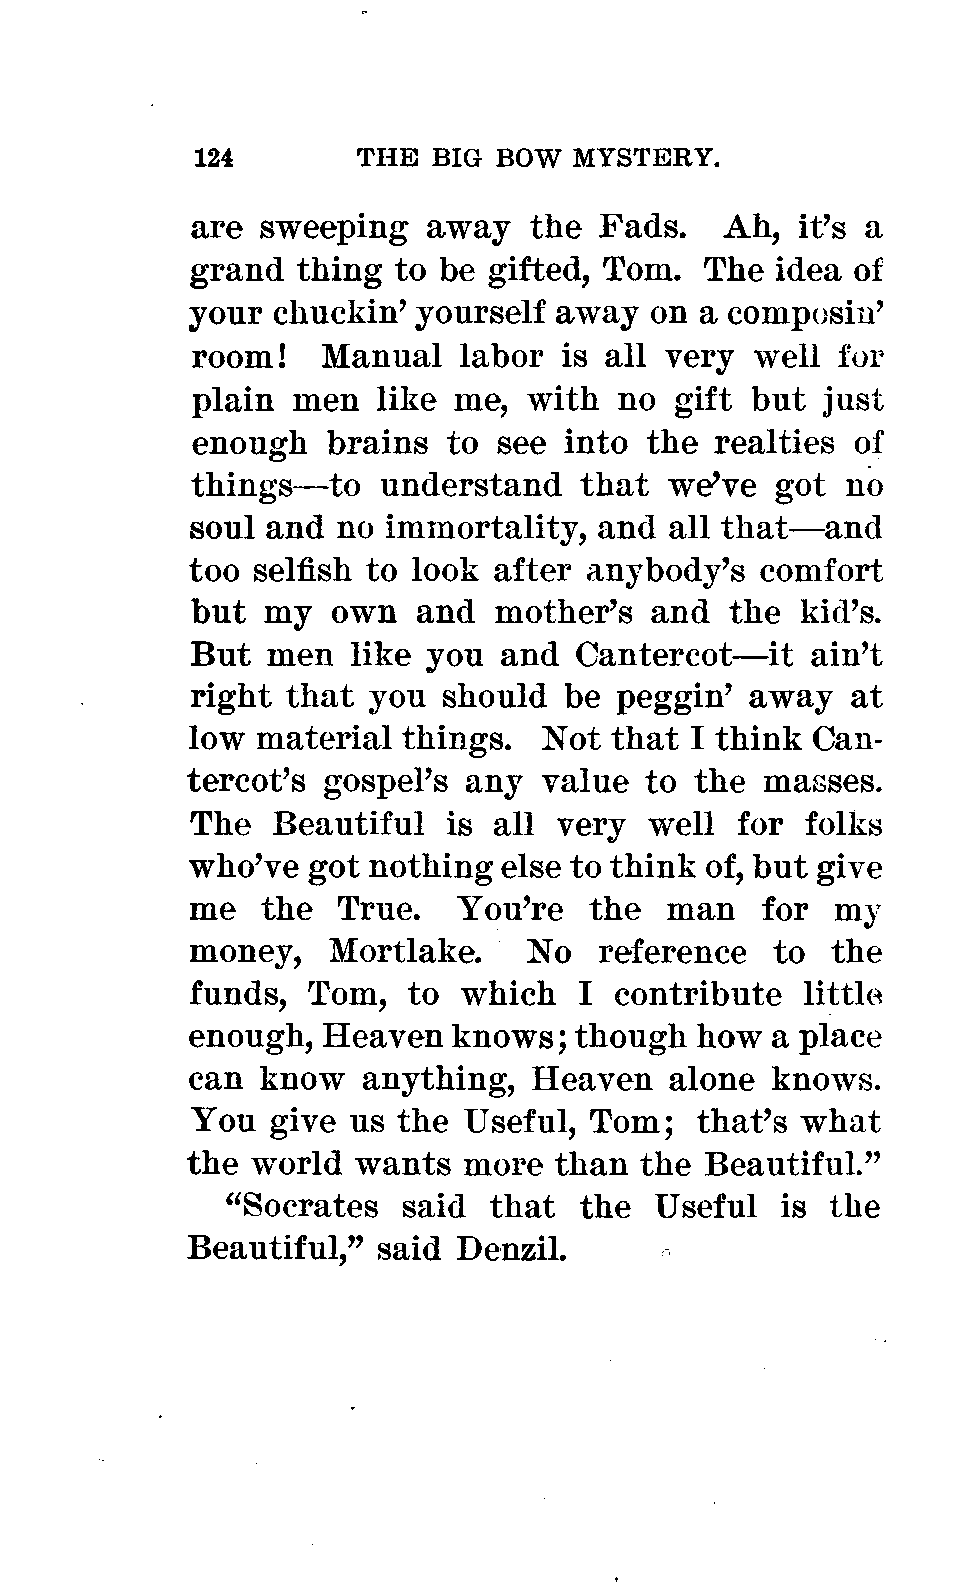 124 THE BIG BOW MYSTERY.
are sweeping away the Fads. Ah, it's a
grand thing to be gifted, Tom. The idea of
your chuckin' yourself away on a composin'
room! Manual labor is all very well for
plain men like me, with no gift but just
enough brains to see into the realties of
things—to understand that we've got no
soul and no immortality, and all that—and
too selfish to look after anybody's comfort
but my own and mother's and the kid's.
But men like you and Cantercot—it ain't
right that you should be peggin' away at
low material things. Not that I think Can-
tercot's gospel's any value to the masses.
The Beautiful is all very well for folks
who've got nothing else to think of, but give
me the True. You're the man for my
money, Mortlake. No reference to the
funds, Tom, to which I contribute little
enough, Heaven knows; though how a place
can know anything, Heaven alone knows.
You give us the Useful, Tom; that's what
the world wants more than the Beautiful."
"Socrates said that the Useful is the
Beautiful," said Denzil.